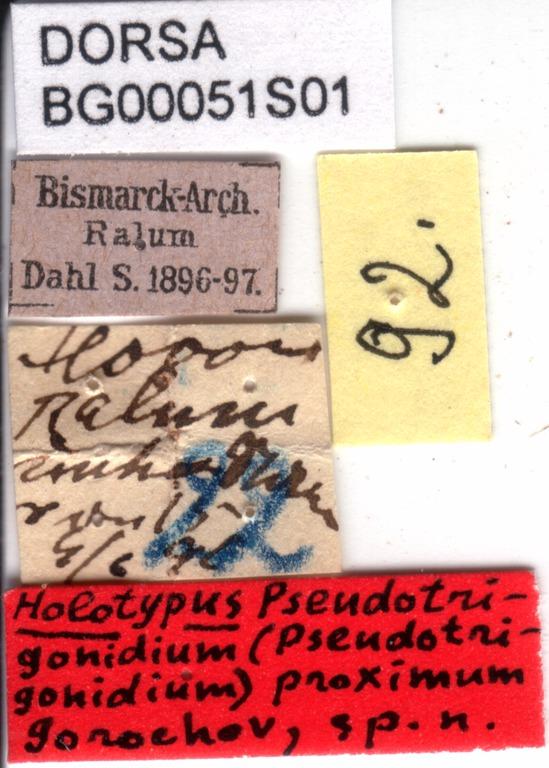 DORSA
BG00051S01
Bismarck-Arch.
Ralum
Dahl S. 1896-97.
92.
Ralum
92
Holotypus Pseudotri-
gonidium (Pseudotri-
gonidium) proximum
Gorochov, sp. n.